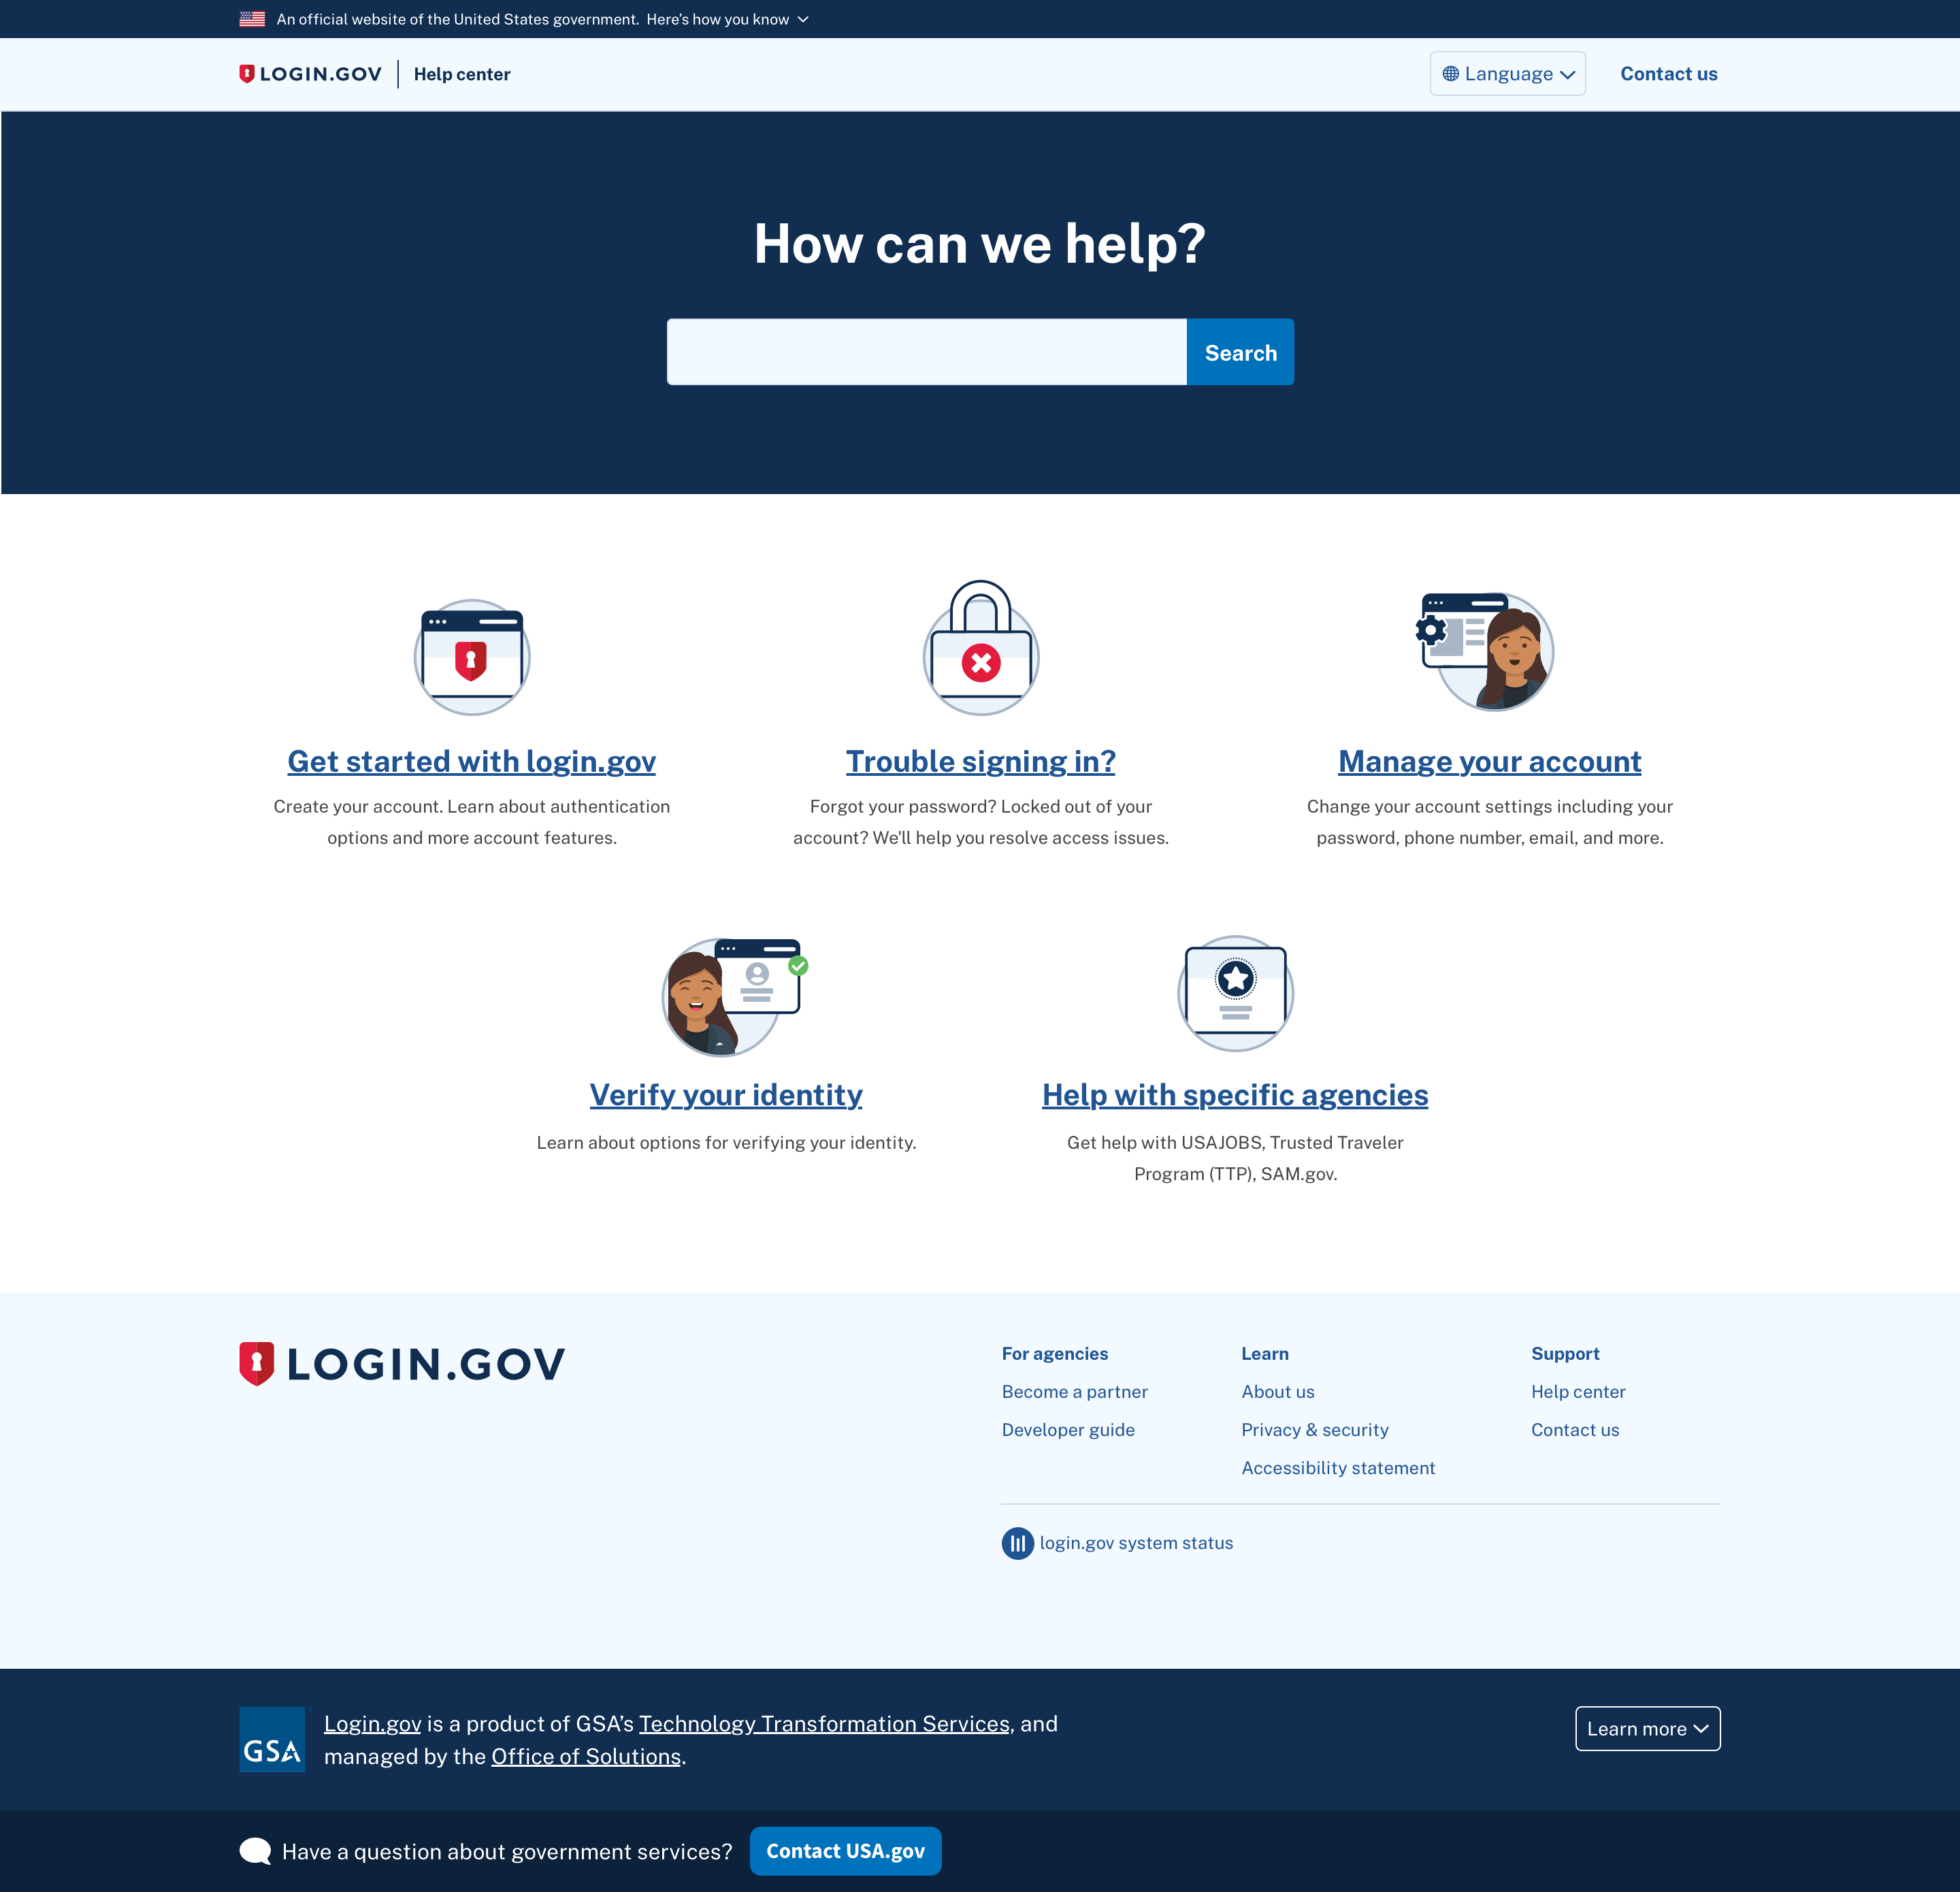 An official website of the United States government. Here’s how you know
LOGIN.GOV Help center Language Contact us
How can we help?
Search
Get started with login.gov
Create your account. Learn about authentication
options and more account features.
Trouble signing in?
Forgot your password? Locked out of your
account? We'll help you resolve access issues.
Manage your account
Change your account settings including your
password, phone number, email, and more.
Verify your identity
Learn about options for verifying your identity.
Help with specific agencies
Get help with USAJOBS, Trusted Traveler
Program (TTP), SAM.gov.
LOGIN.GOV
For agencies
Become a partner
Developer guide
Learn
About us
Privacy & security
Accessibility statement
Support
Help center
Contact us
login.gov system status
GSA
Login.gov is a product of GSA’s Technology Transformation Services, and
managed by the Office of Solutions.
Learn more
Have a question about government services? Contact USA.gov